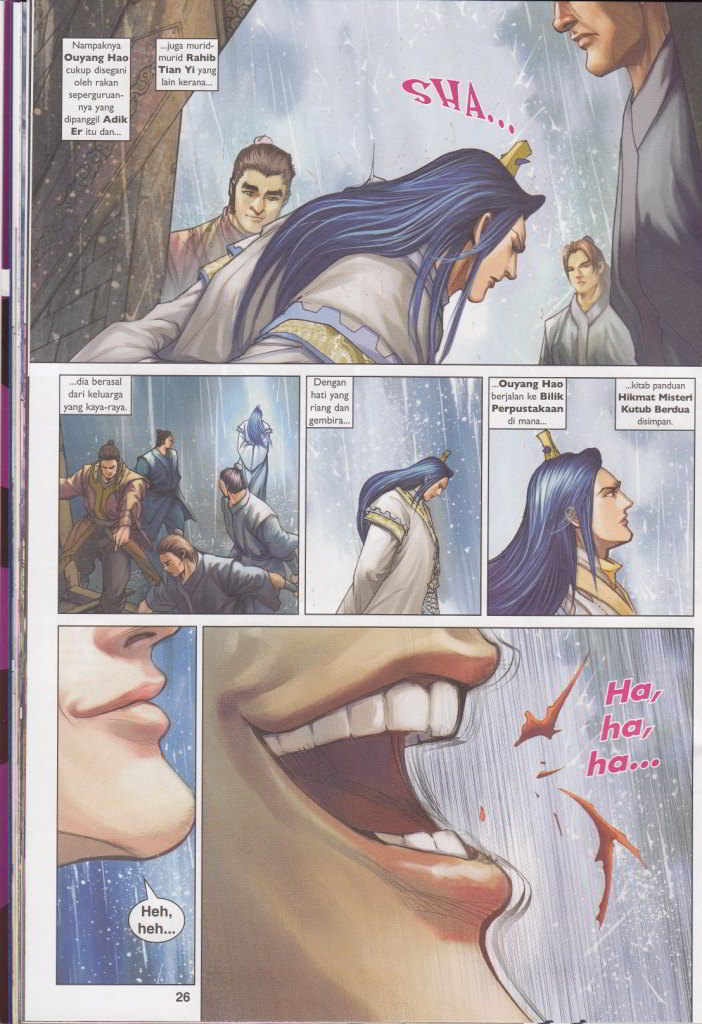 Nampaknya
Ouyang Hao
cukup disegani
oleh rakan
seperguruan-
nya yang
dipanggil Adik
Er itu dan...
...juga murid-
murid Rahib
Tian Yi yang
lain kerana...
SHA...
...dia berasal
dari keluarga
yang kaya-raya.
Dengan
hati yang
riang dan
gembira...
...Ouyang Hao
berjalan ke Bilik
Perpustakaan
di mana...
...kitab panduan
Hikmat Misteri
Kutub Berdua
disimpan.
Heh,
heh...
Ha,
ha,
ha...
26